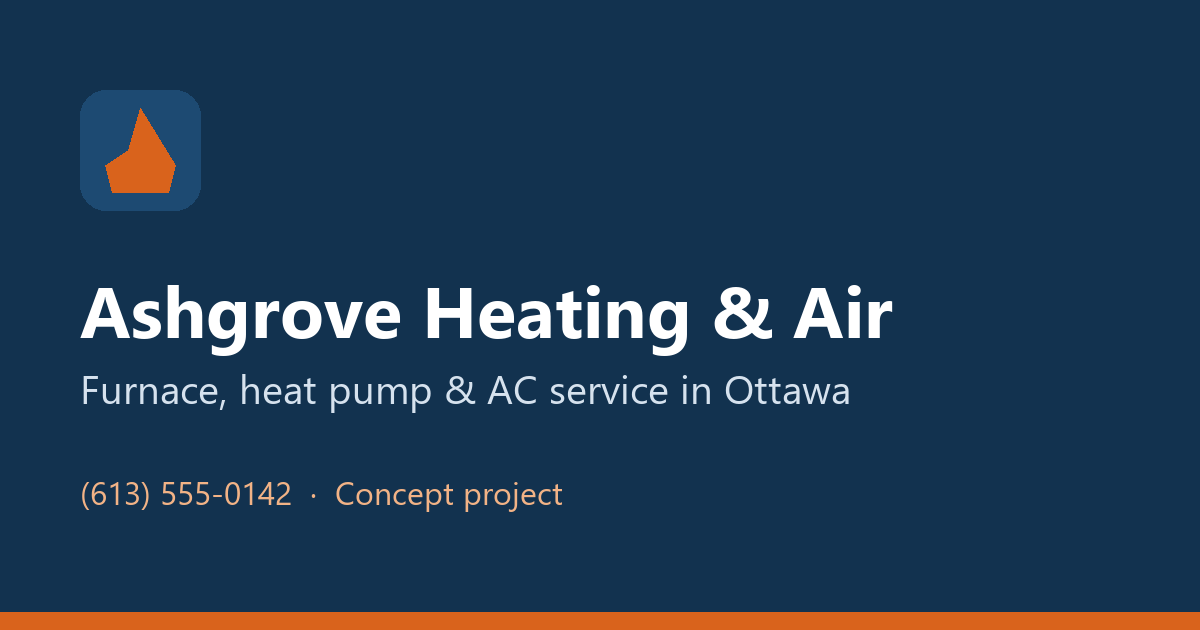 Ashgrove Heating & Air
Furnace, heat pump & AC service in Ottawa
(613) 555-0142 · Concept project